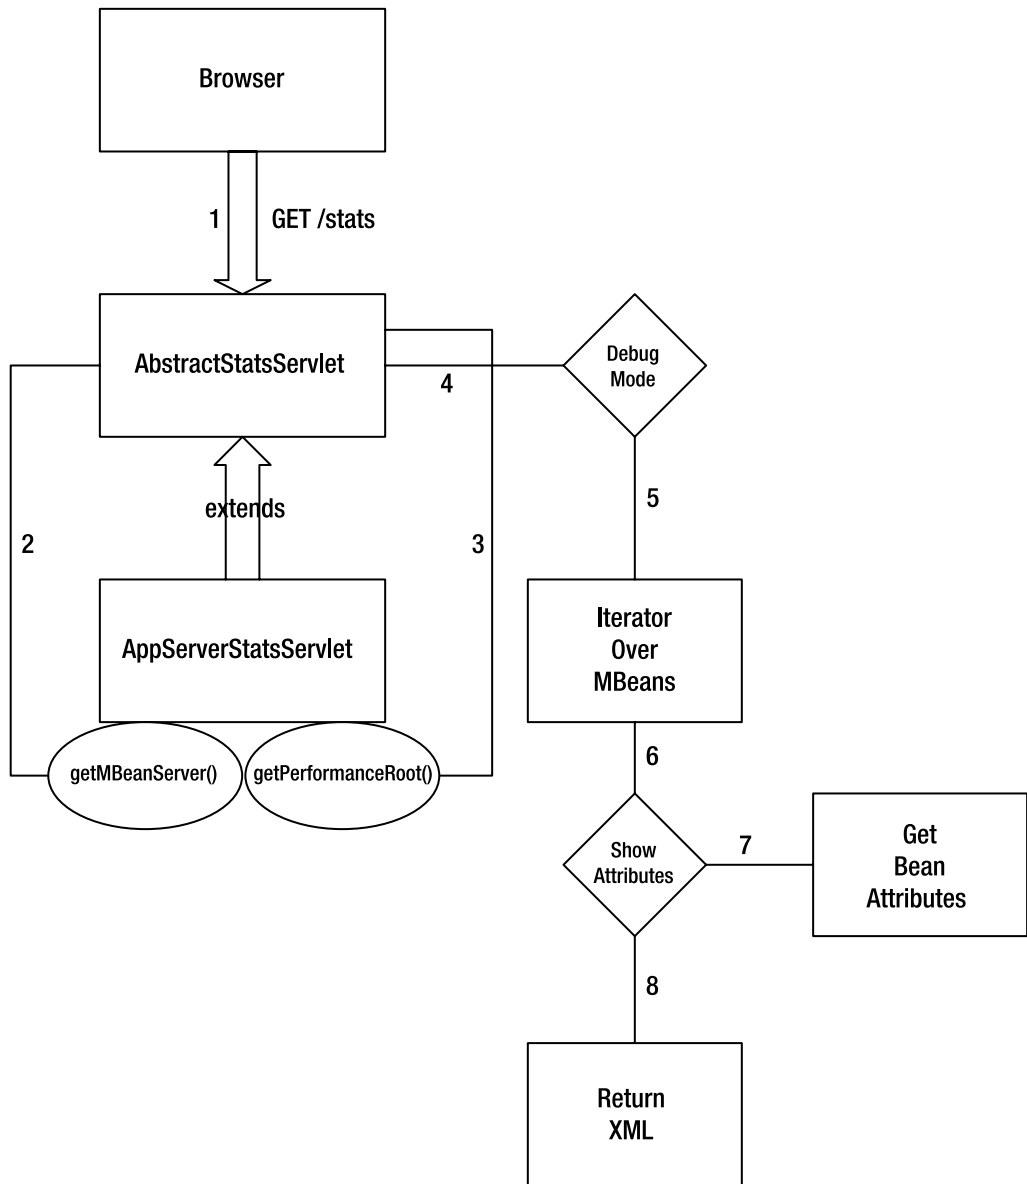 Browser
1
GET /stats
AbstractStatsServlet
4
Debug
Mode
extends
2
3
5
AppServerStatsServlet
Iterator
Over
MBeans
getMBeanServer()
getPerformanceRoot()
6
Show
Attributes
7
Get
Bean
Attributes
8
Return
XML